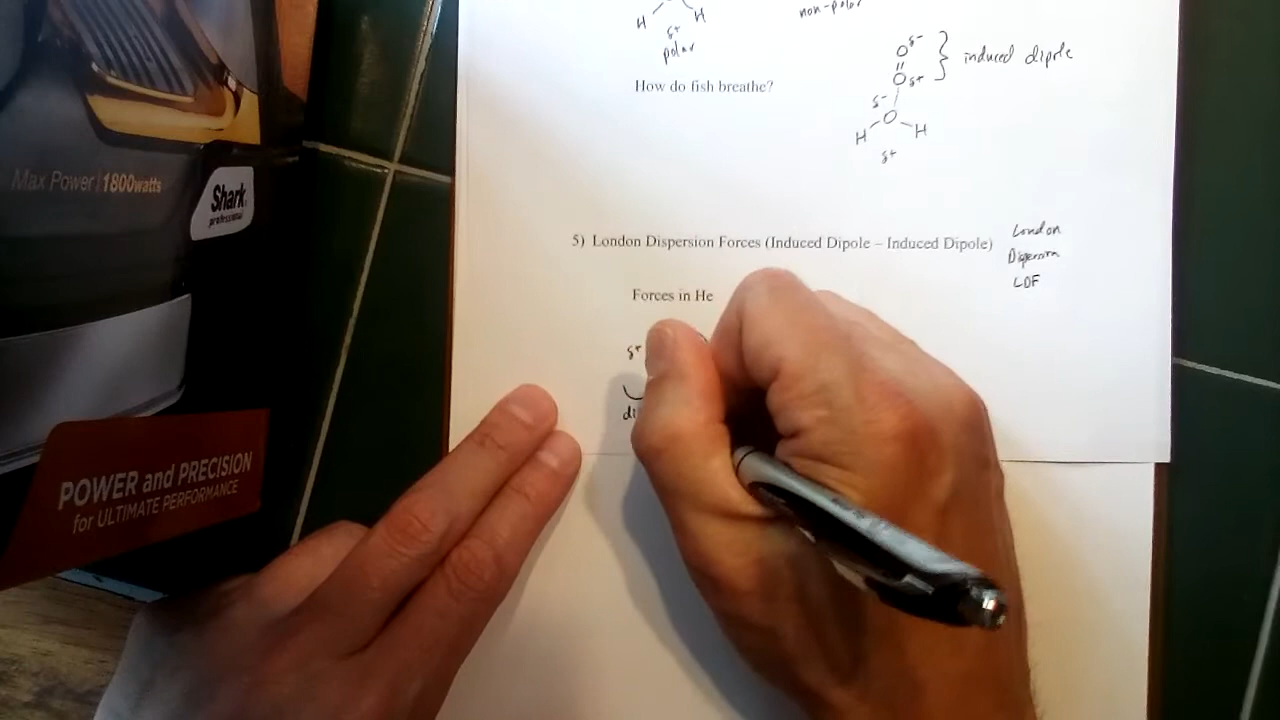 H H
δ+
polar
non-polar
How do fish breathe?
O δ-
O δ+
induced dipole
δ-
O
H H
δ+
Max Power | 1800watts
Shark
professional
5) London Dispersion Forces (Induced Dipole – Induced Dipole)
London
Dispersion
LDF
Forces in He
δ+
di
POWER and PRECISION
for ULTIMATE PERFORMANCE